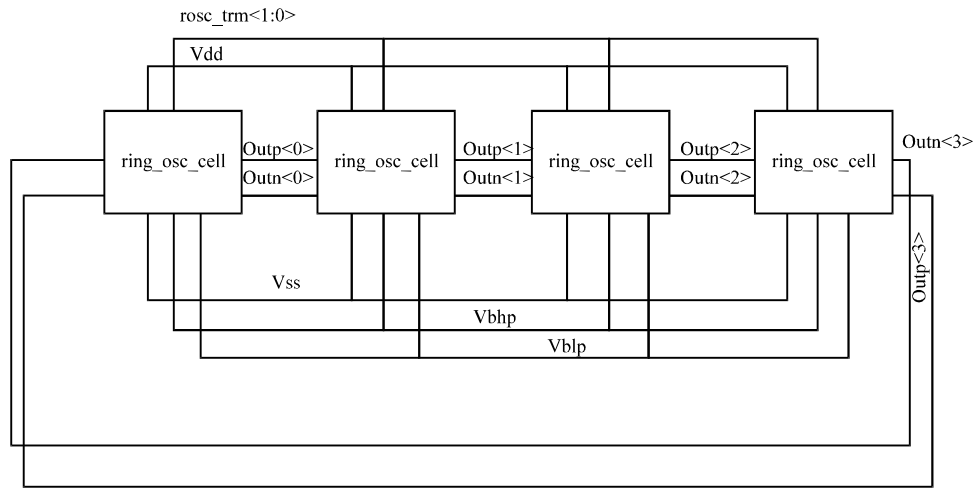 rosc_trm<1:0>
Vdd
ring_osc_cell
Outp<0>
Outn<0>
ring_osc_cell
Outp<1>
Outn<1>
ring_osc_cell
Outp<2>
Outn<2>
ring_osc_cell
Outn<3>
Outp<3>
Vss
Vbhp
Vblp